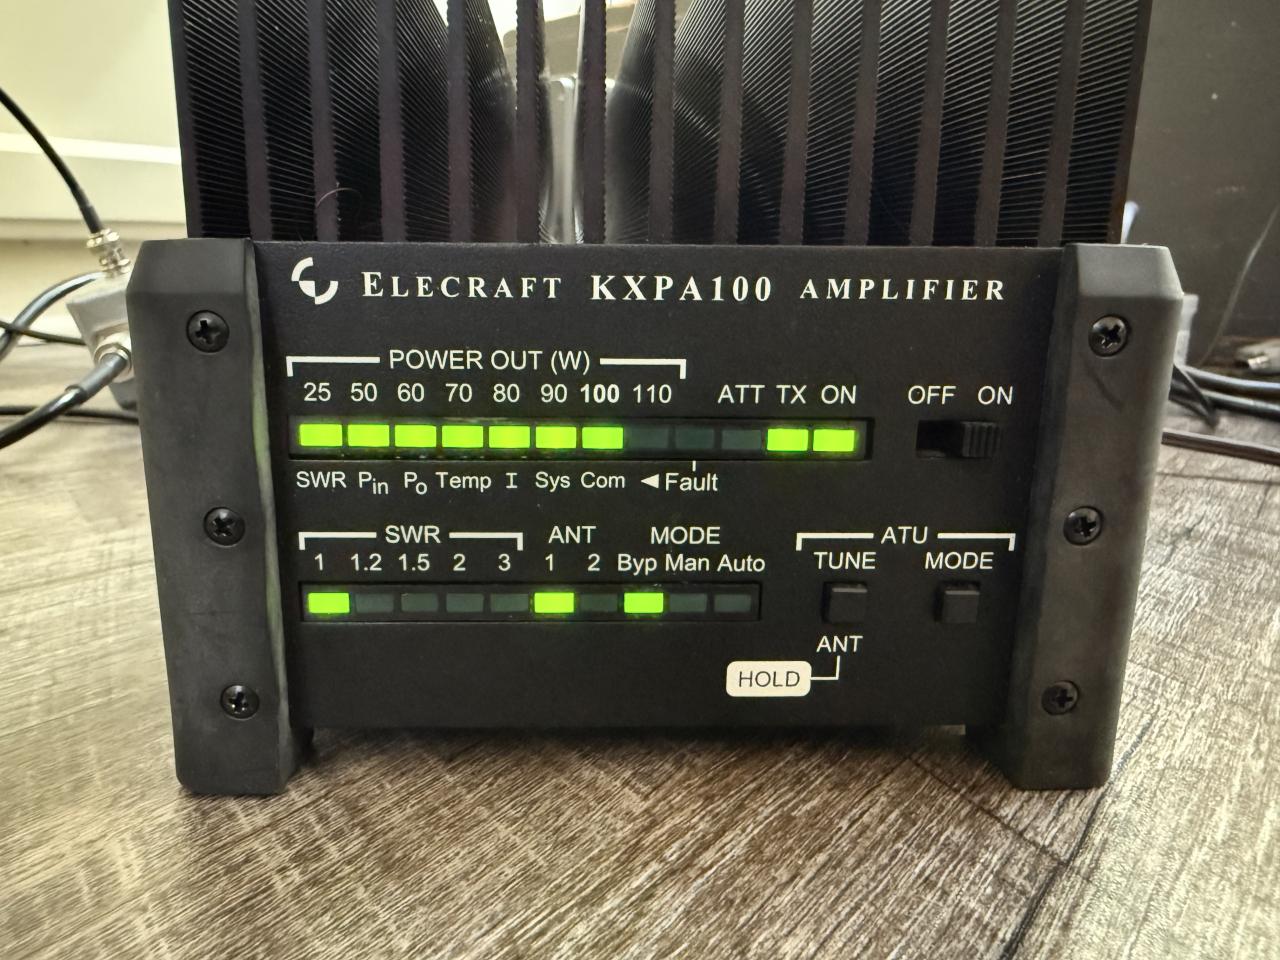 ELECRAFT KXPA100 AMPLIFIER
POWER OUT (W)
25 50 60 70 80 90 100 110 ATT TX ON OFF ON
SWR Pin Po Temp I Sys Com ◀ Fault
SWR ANT MODE ATU
1 1.2 1.5 2 3 1 2 Byp Man Auto TUNE MODE
ANT
HOLD